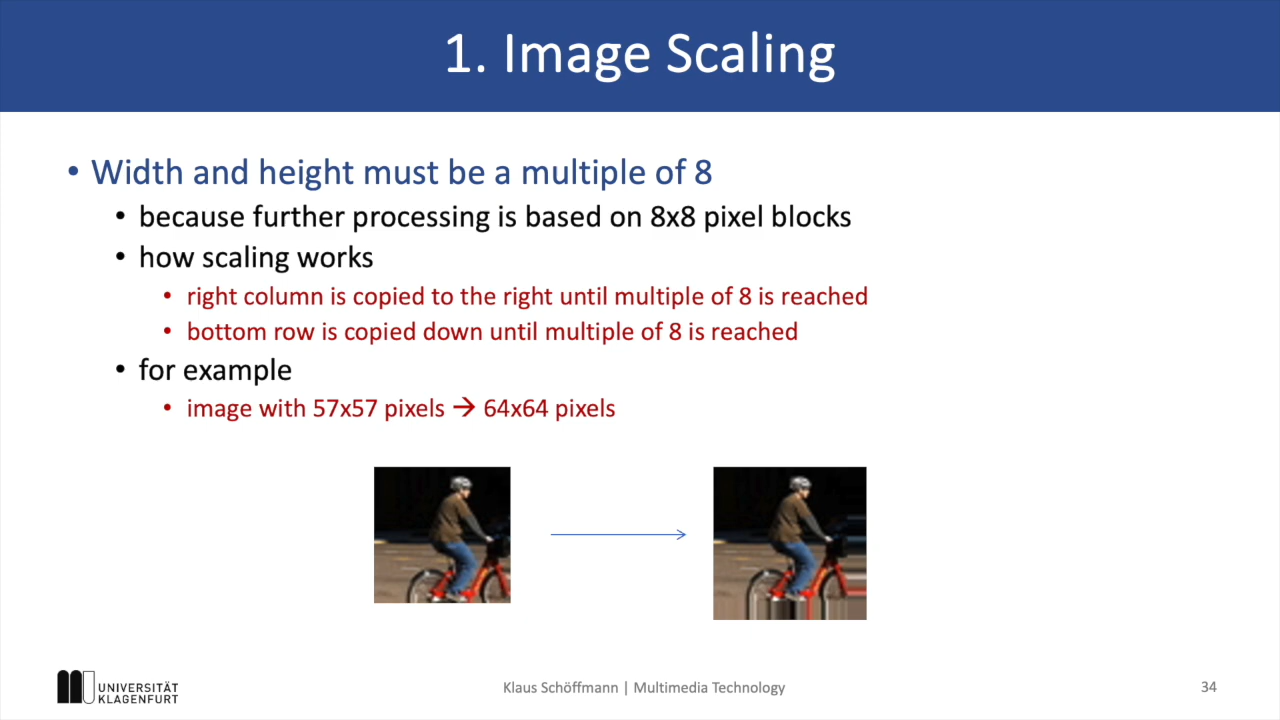 1. Image Scaling
• Width and height must be a multiple of 8
• because further processing is based on 8x8 pixel blocks
• how scaling works
• right column is copied to the right until multiple of 8 is reached
• bottom row is copied down until multiple of 8 is reached
• for example
• image with 57x57 pixels → 64x64 pixels
UNIVERSITÄT
KLAGENFURT
Klaus Schöffmann | Multimedia Technology
34